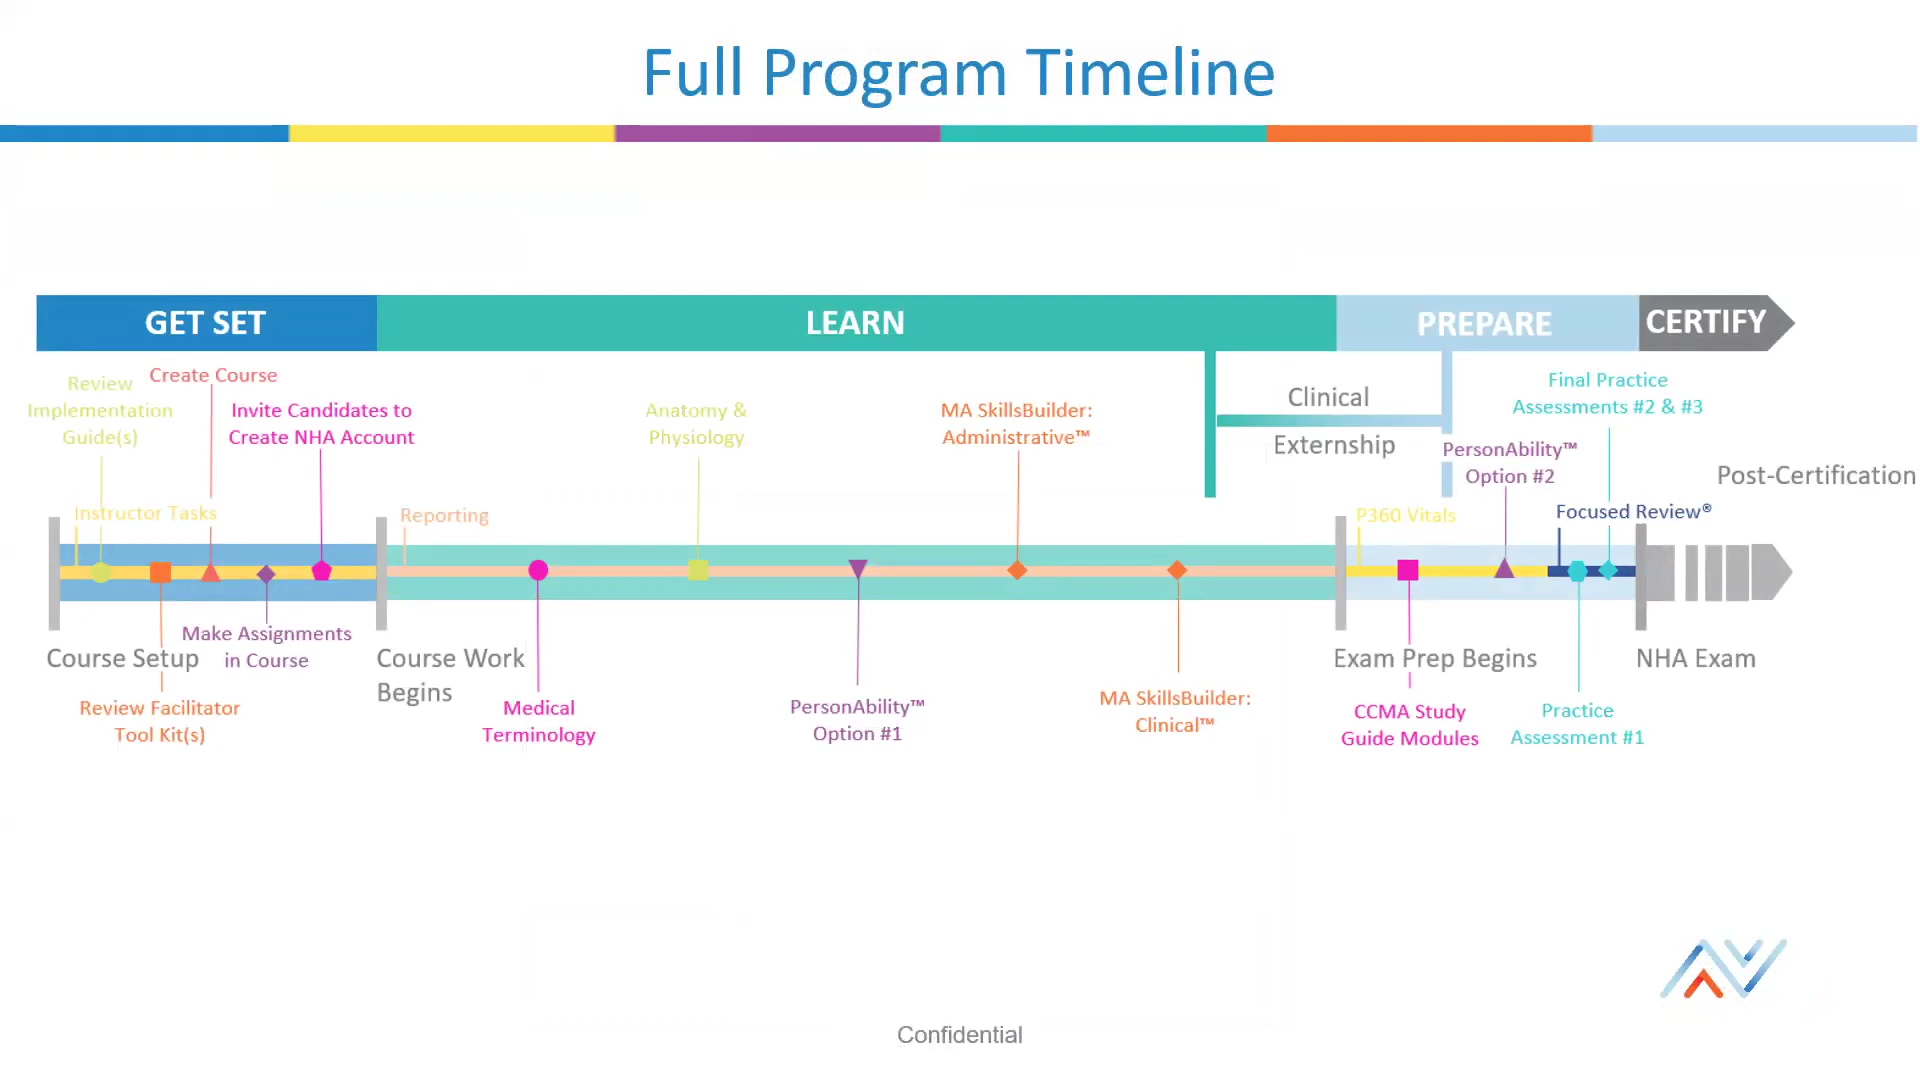 Full Program Timeline
GET SET
LEARN
PREPARE
CERTIFY
Review
Implementation
Guide(s)
Create Course
Invite Candidates to
Create NHA Account
Anatomy &
Physiology
MA SkillsBuilder:
Administrative™
Clinical
Externship
Final Practice
Assessments #2 & #3
PersonAbility™
Option #2
Post-Certification
Instructor Tasks
Reporting
P360 Vitals
Focused Review®
Course Setup
Make Assignments
in Course
Review Facilitator
Tool Kit(s)
Course Work
Begins
Medical
Terminology
PersonAbility™
Option #1
MA SkillsBuilder:
Clinical™
Exam Prep Begins
CCMA Study
Guide Modules
Practice
Assessment #1
NHA Exam
Confidential